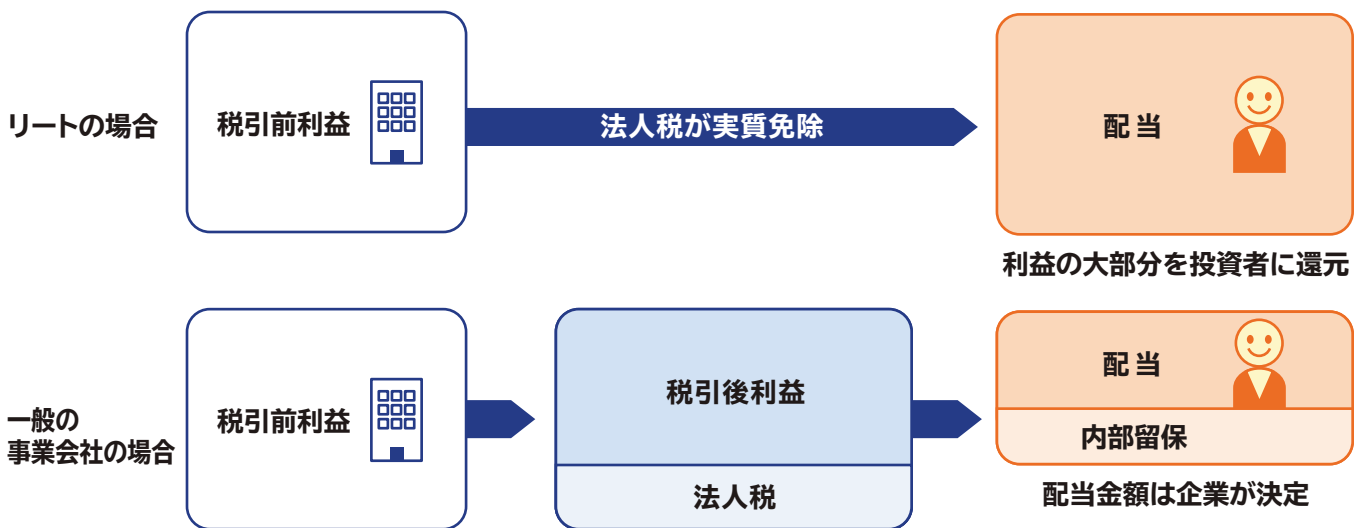 リートの場合
税引前利益
法人税が実質免除
配当
利益の大部分を投資者に還元
一般の
事業会社の場合
税引前利益
税引後利益
法人税
配当
内部留保
配当金額は企業が決定